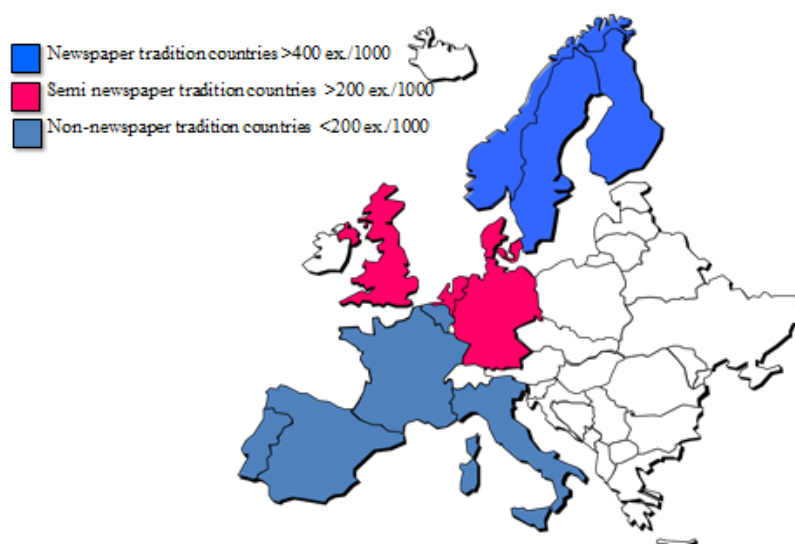 Newspaper tradition countries >400 ex./1000
Semi newspaper tradition countries >200 ex./1000
Non-newspaper tradition countries <200 ex./1000